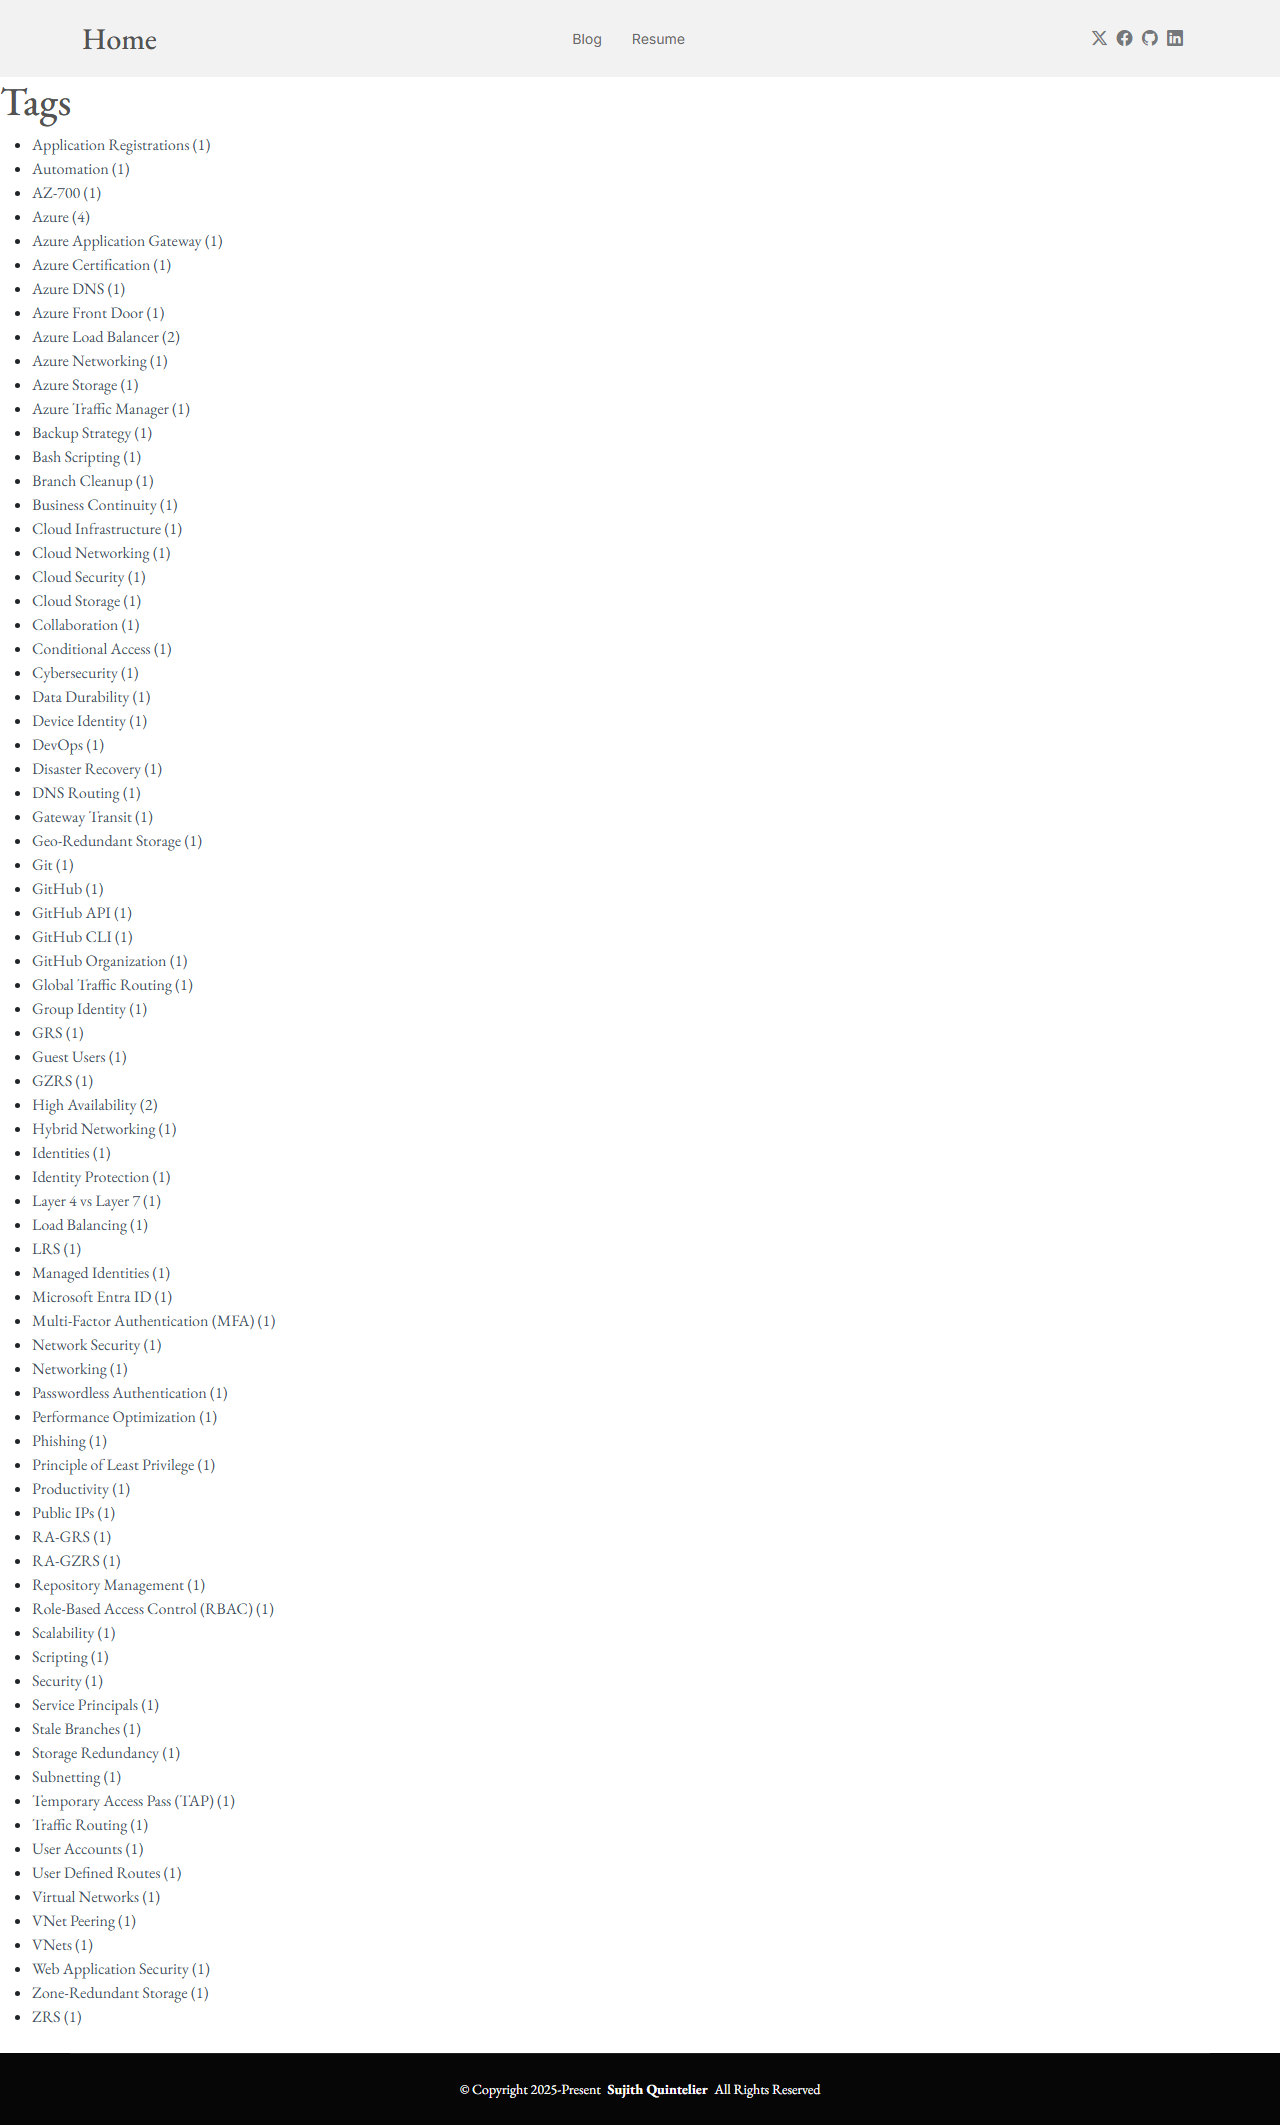 Home
Blog
Resume
Tags
Application Registrations (1)
Automation (1)
AZ-700 (1)
Azure (4)
Azure Application Gateway (1)
Azure Certification (1)
Azure DNS (1)
Azure Front Door (1)
Azure Load Balancer (2)
Azure Networking (1)
Azure Storage (1)
Azure Traffic Manager (1)
Backup Strategy (1)
Bash Scripting (1)
Branch Cleanup (1)
Business Continuity (1)
Cloud Infrastructure (1)
Cloud Networking (1)
Cloud Security (1)
Cloud Storage (1)
Collaboration (1)
Conditional Access (1)
Cybersecurity (1)
Data Durability (1)
Device Identity (1)
DevOps (1)
Disaster Recovery (1)
DNS Routing (1)
Gateway Transit (1)
Geo-Redundant Storage (1)
Git (1)
GitHub (1)
GitHub API (1)
GitHub CLI (1)
GitHub Organization (1)
Global Traffic Routing (1)
Group Identity (1)
GRS (1)
Guest Users (1)
GZRS (1)
High Availability (2)
Hybrid Networking (1)
Identities (1)
Identity Protection (1)
Layer 4 vs Layer 7 (1)
Load Balancing (1)
LRS (1)
Managed Identities (1)
Microsoft Entra ID (1)
Multi-Factor Authentication (MFA) (1)
Network Security (1)
Networking (1)
Passwordless Authentication (1)
Performance Optimization (1)
Phishing (1)
Principle of Least Privilege (1)
Productivity (1)
Public IPs (1)
RA-GRS (1)
RA-GZRS (1)
Repository Management (1)
Role-Based Access Control (RBAC) (1)
Scalability (1)
Scripting (1)
Security (1)
Service Principals (1)
Stale Branches (1)
Storage Redundancy (1)
Subnetting (1)
Temporary Access Pass (TAP) (1)
Traffic Routing (1)
User Accounts (1)
User Defined Routes (1)
Virtual Networks (1)
VNet Peering (1)
VNets (1)
Web Application Security (1)
Zone-Redundant Storage (1)
ZRS (1)
© Copyright 2025-Present Sujith Quintelier All Rights Reserved